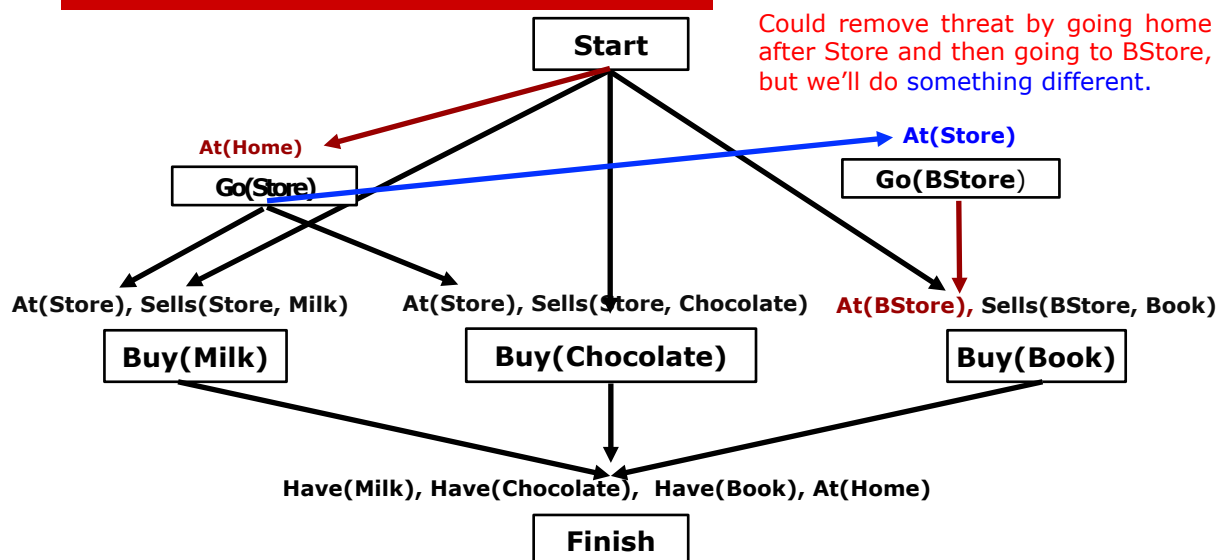 Could remove threat by going home
after Store and then going to BStore,
but we’ll do something different.
Start
At(Home)
At(Store)
Go(Store)
Go(BStore)
At(Store), Sells(Store, Milk)
At(Store), Sells(Store, Chocolate)
At(BStore), Sells(BStore, Book)
Buy(Milk)
Buy(Chocolate)
Buy(Book)
Have(Milk), Have(Chocolate), Have(Book), At(Home)
Finish